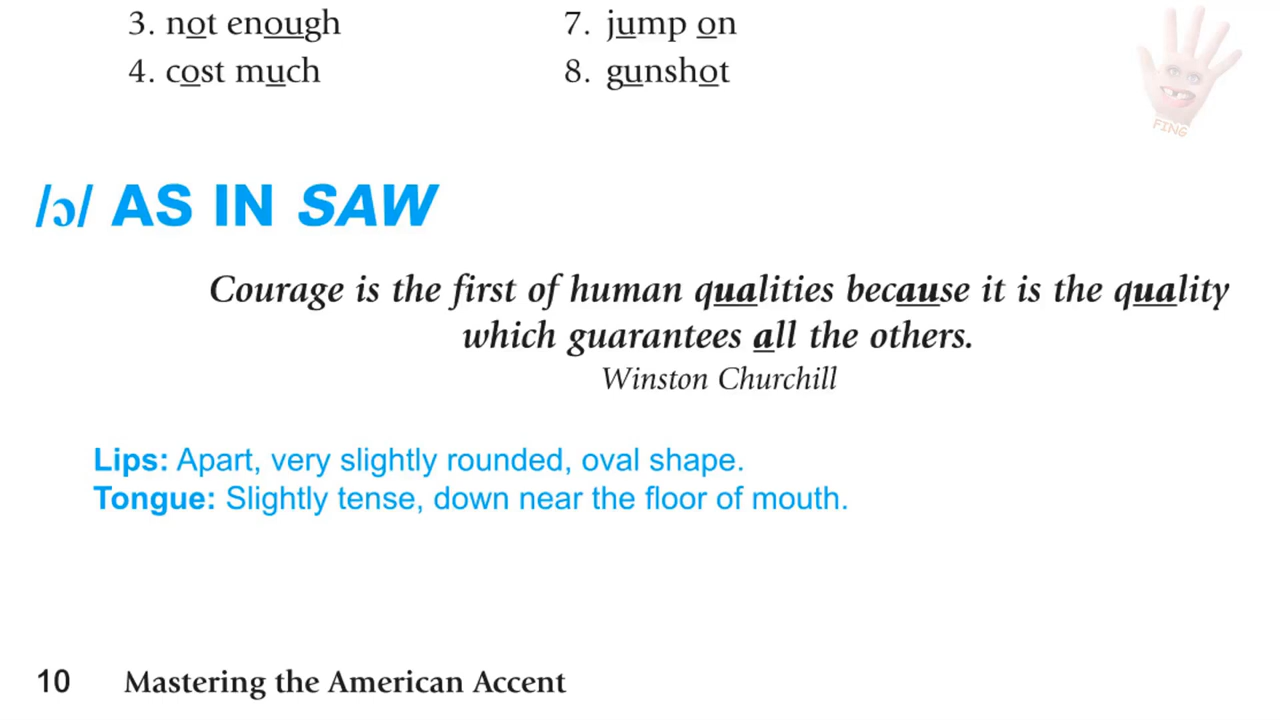 3. not enough
7. jump on
4. cost much
8. gunshot
FING
/ɔ/ AS IN SAW
Courage is the first of human qualities because it is the quality
which guarantees all the others.
Winston Churchill
Lips: Apart, very slightly rounded, oval shape.
Tongue: Slightly tense, down near the floor of mouth.
10 Mastering the American Accent